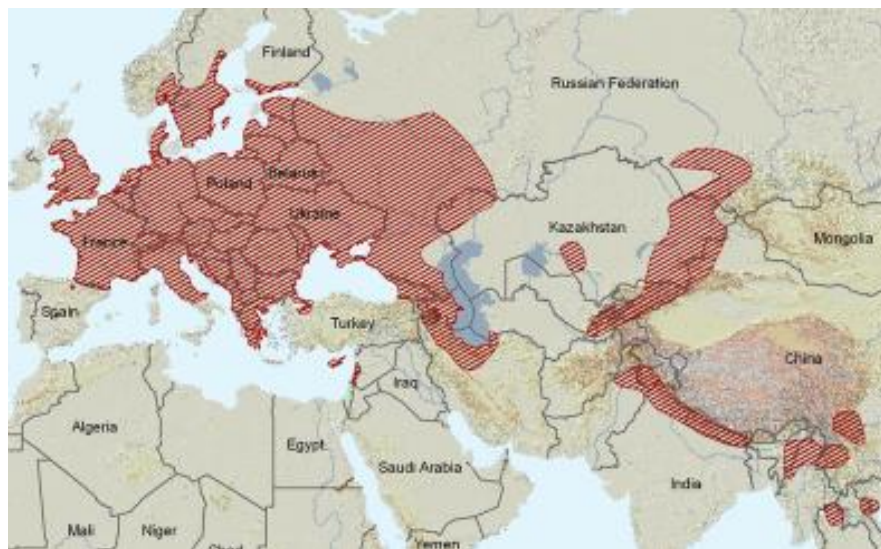 Finland
Russian Federation
Poland
Belarus
Ukraine
France
Kazakhstan
Mongolia
Spain
Turkey
China
Iraq
Algeria
Egypt
Saudi Arabia
India
Mali
Niger
Chad
Yemen